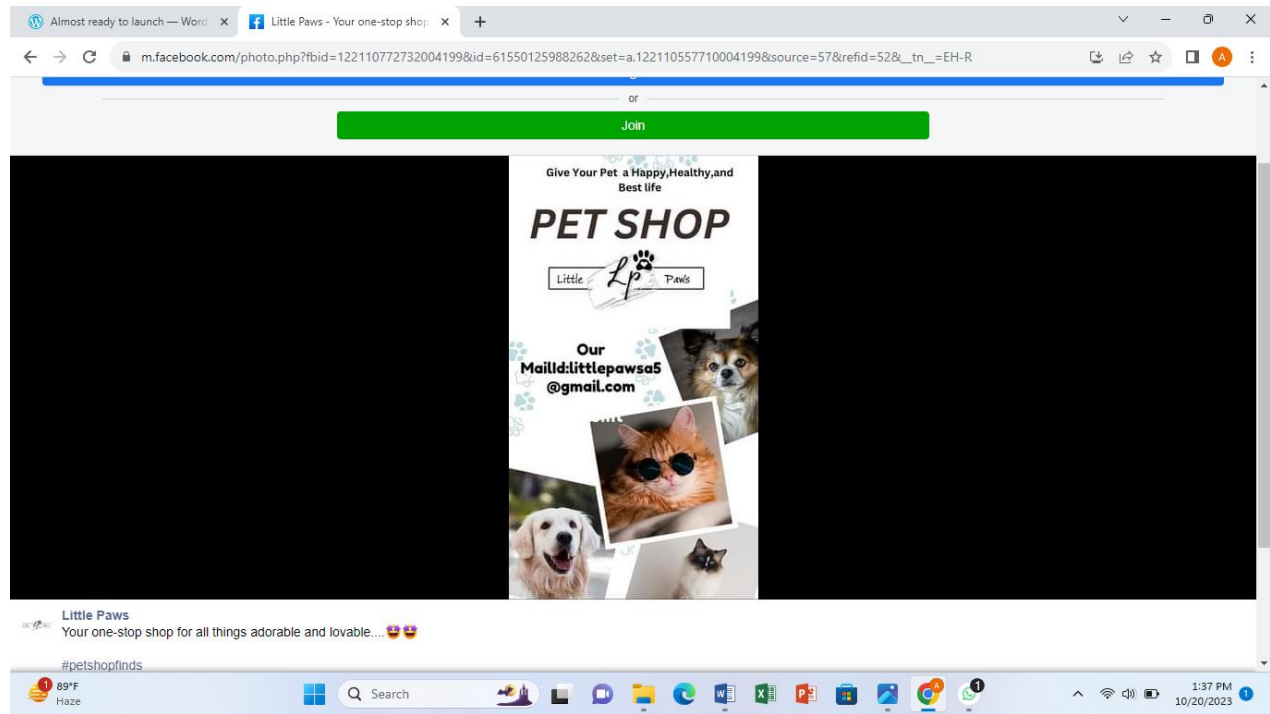 Almost ready to launch — Word
Little Paws - Your one-stop shop
m.facebook.com/photo.php?fbid=122110772732004199&id=61550125988262&set=a.122110557710004199&source=57&refid=52&__tn__=EH-R
A
or
Join
Give Your Pet a Happy,Healthy,and
Best life
PET SHOP
Little Lp Paws
Our
MailId:littlepawsa5
@gmail.com
Little Paws
Your one-stop shop for all things adorable and lovable....🤩🤩
#petshopfinds
1
89°F
Haze
Search
1
1:37 PM
10/20/2023
1